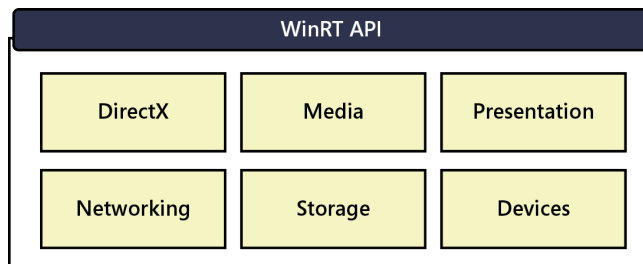 WinRT API
DirectX Media Presentation
Networking Storage Devices